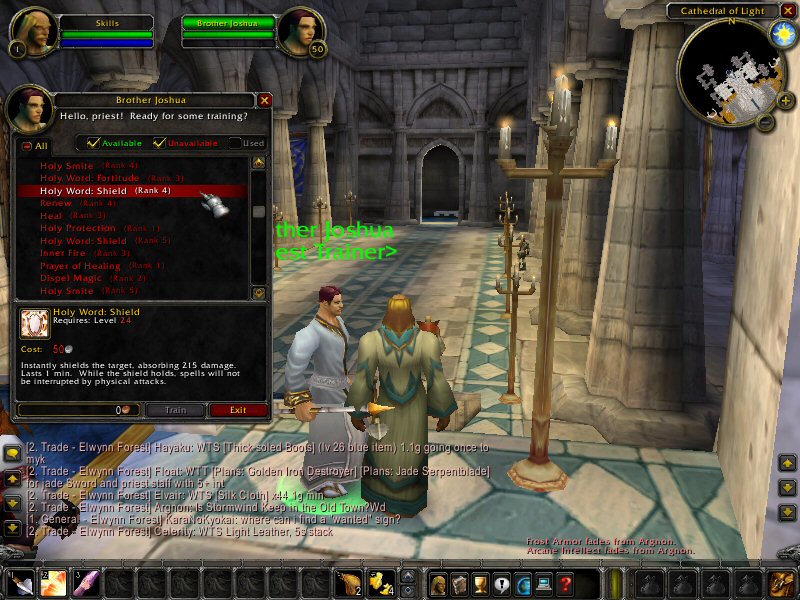 Skills
1
Brother Joshua
50
Cathedral of Light
N
Brother Joshua
Hello, priest! Ready for some training?
All
Available
Unavailable
Used
Holy Smite (Rank 4)
Holy Word: Fortitude (Rank 3)
Holy Word: Shield (Rank 4)
Renew (Rank 4)
Heal (Rank 3)
Holy Protection (Rank 1)
Holy Word: Shield (Rank 5)
Inner Fire (Rank 3)
Prayer of Healing (Rank 1)
Dispel Magic (Rank 2)
Holy Smite (Rank 5)
ther Joshua
est Trainer>
Holy Word: Shield
Requires: Level 24
Cost: 50
Instantly shields the target, absorbing 215 damage.
Lasts 1 min. While the shield holds, spells will not
be interrupted by physical attacks.
0
Train
Exit
[2. Trade - Elwynn Forest] Hayaku: WTS [Thick-soled Boots] (lv 26 blue item) 1.1g going once to
myk
[2. Trade - Elwynn Forest] Float: WTT [Plans: Golden Iron Destroyer] [Plans: Jade Serpentblade]
for jade Sword and priest staff with 5+ int
[2. Trade - Elwynn Forest] Elvair: WTS [Silk Cloth] x44 1g min
[2. Trade - Elwynn Forest] Argnon: Is Stormwind Keep in the Old Town?Wd
[1. General - Elwynn Forest] KaraNoKyokai: where can i find a "wanted" sign?
[2. Trade - Elwynn Forest] Celerity: WTS Light Leather, 5s stack
Frost Armor fades from Argnon.
Arcane Intellect fades from Argnon.
1
2
3
2
4